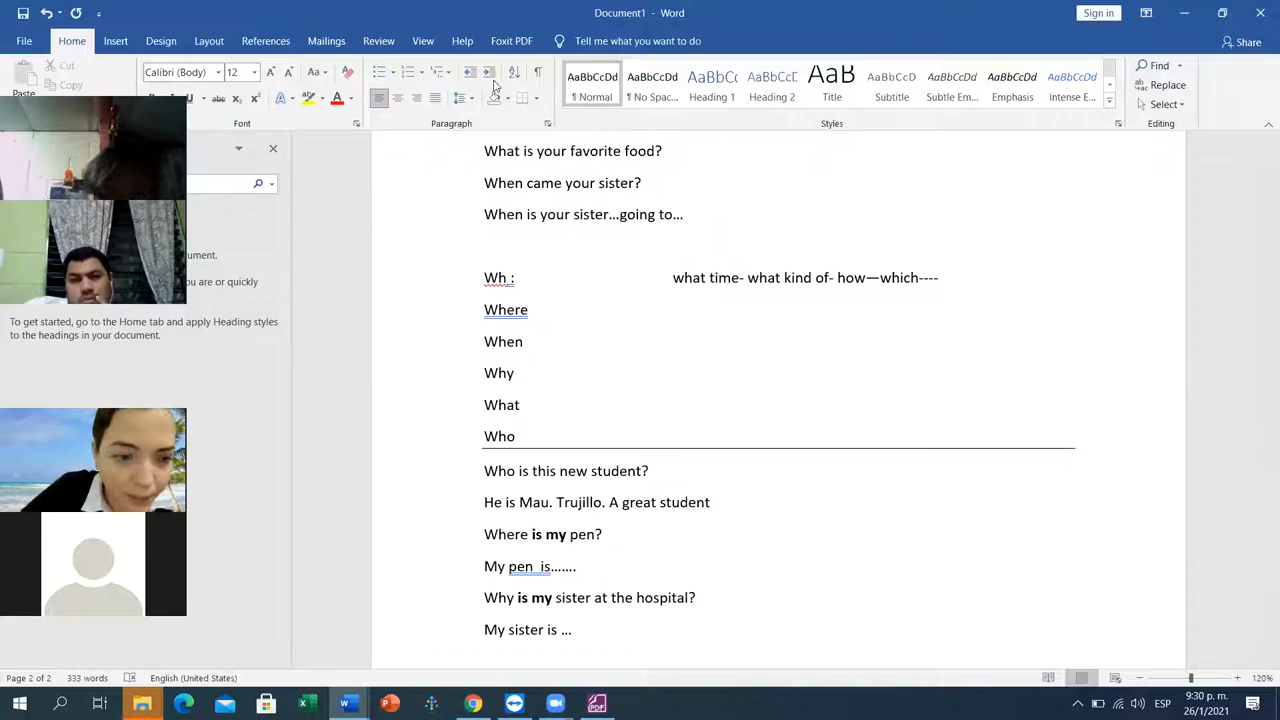 Document1 - Word
Sign in
File Home Insert Design Layout References Mailings Review View Help Foxit PDF Tell me what you want to do Share
Cut
Copy
Calibri (Body) 12
AaBbCcDd AaBbCcDd AaBbC AaBbCcD AaB AaBbCcD AaBbCcDd AaBbCcDd AaBbCcDd
¶ Normal ¶ No Spac... Heading 1 Heading 2 Title Subtitle Subtle Em... Emphasis Intense E...
Find
Replace
Select
Font Paragraph Styles Editing
ument.
u are or quickly
To get started, go to the Home tab and apply Heading styles
to the headings in your document.
What is your favorite food?
When came your sister?
When is your sister...going to...
Wh : what time- what kind of- how—which----
Where
When
Why
What
Who
Who is this new student?
He is Mau. Trujillo. A great student
Where is my pen?
My pen is.......
Why is my sister at the hospital?
My sister is ...
Page 2 of 2 333 words English (United States) 120%
ESP 9:30 p. m.
26/1/2021